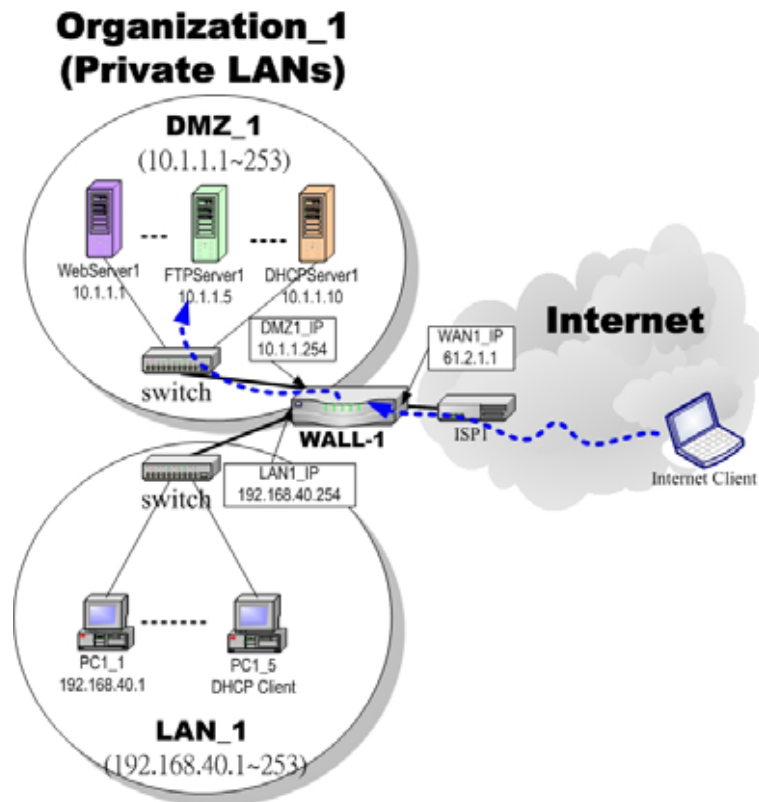 Organization_1
(Private LANs)
DMZ_1
(10.1.1.1~253)
WebServer1
10.1.1.1
FTPServer1
10.1.1.5
DHCPServer1
10.1.1.10
DMZ1_IP
10.1.1.254
WAN1_IP
61.2.1.1
Internet
switch
WALL-1
ISP1
Internet Client
LAN1_IP
192.168.40.254
switch
PC1_1
192.168.40.1
PC1_5
DHCP Client
LAN_1
(192.168.40.1~253)